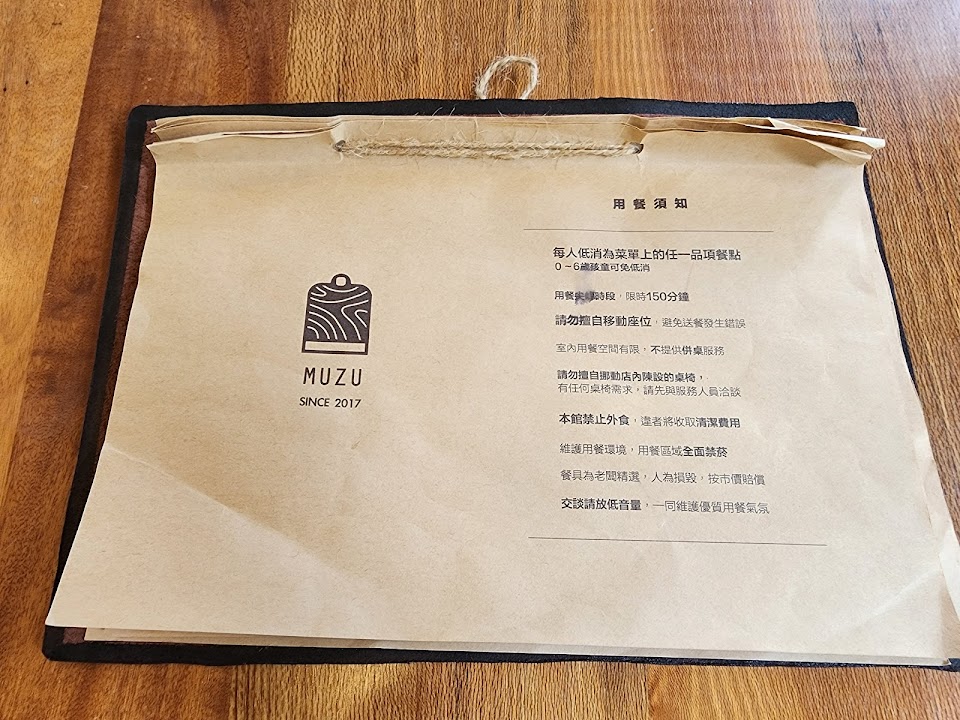 MUZU
SINCE 2017
用餐須知
每人低消為菜單上的任一品項餐點
0~6歲孩童可免低消
用餐時段，限時150分鐘
請勿擅自移動座位，避免送餐發生錯誤
室內用餐空間有限，不提供併桌服務
請勿擅自挪動店內陳設的桌椅，
有任何桌椅需求，請先與服務人員洽談
本館禁止外食，違者將收取清潔費用
維護用餐環境，用餐區域全面禁菸
餐具為老闆精選，人為損毀，按市價賠償
交談請放低音量，一同維護優質用餐氣氛